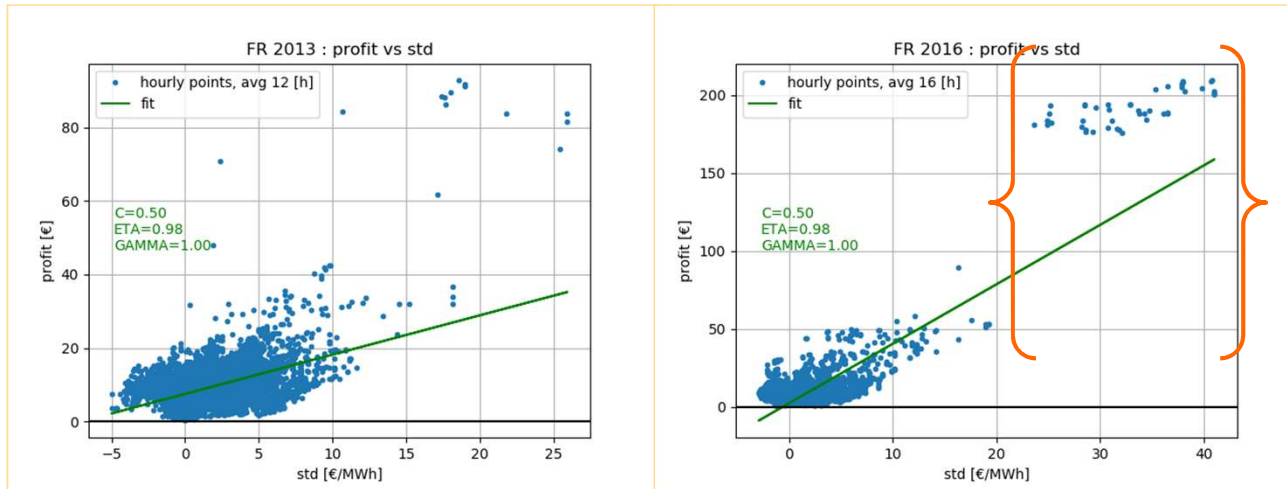 FR 2013 : profit vs std
hourly points, avg 12 [h]
fit
C=0.50
ETA=0.98
GAMMA=1.00
profit [€]
80
60
40
20
0
−5
0
5
10
15
20
25
std [€/MWh]
FR 2016 : profit vs std
hourly points, avg 16 [h]
fit
C=0.50
ETA=0.98
GAMMA=1.00
profit [€]
200
150
100
50
0
0
10
20
30
40
std [€/MWh]